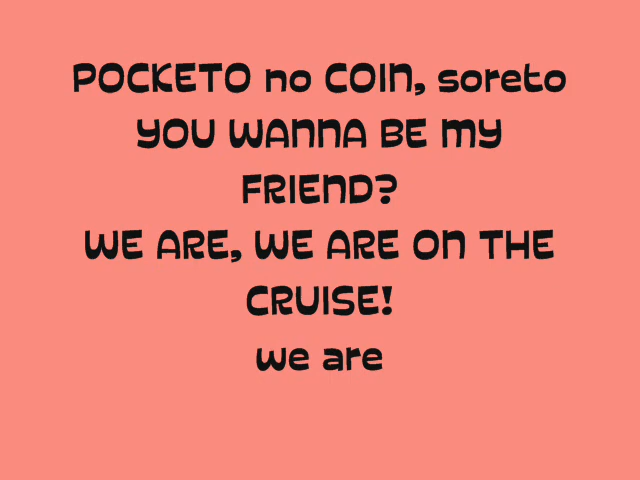 POCKETO no COIN, soreto
YOU WANNA BE MY
FRIEND?
WE ARE, WE ARE ON THE
CRUISE!
we are